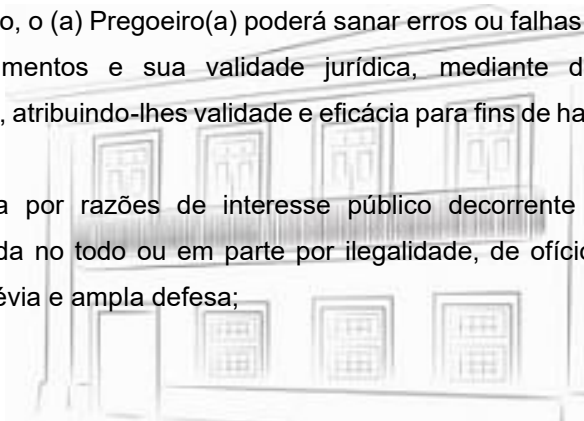 o, o (a) Pregoeiro(a) poderá sanar erros ou falhas
mentos e sua validade jurídica, mediante d
, atribuindo-lhes validade e eficácia para fins de ha
a por razões de interesse público decorrente
da no todo ou em parte por ilegalidade, de ofíci
évia e ampla defesa;